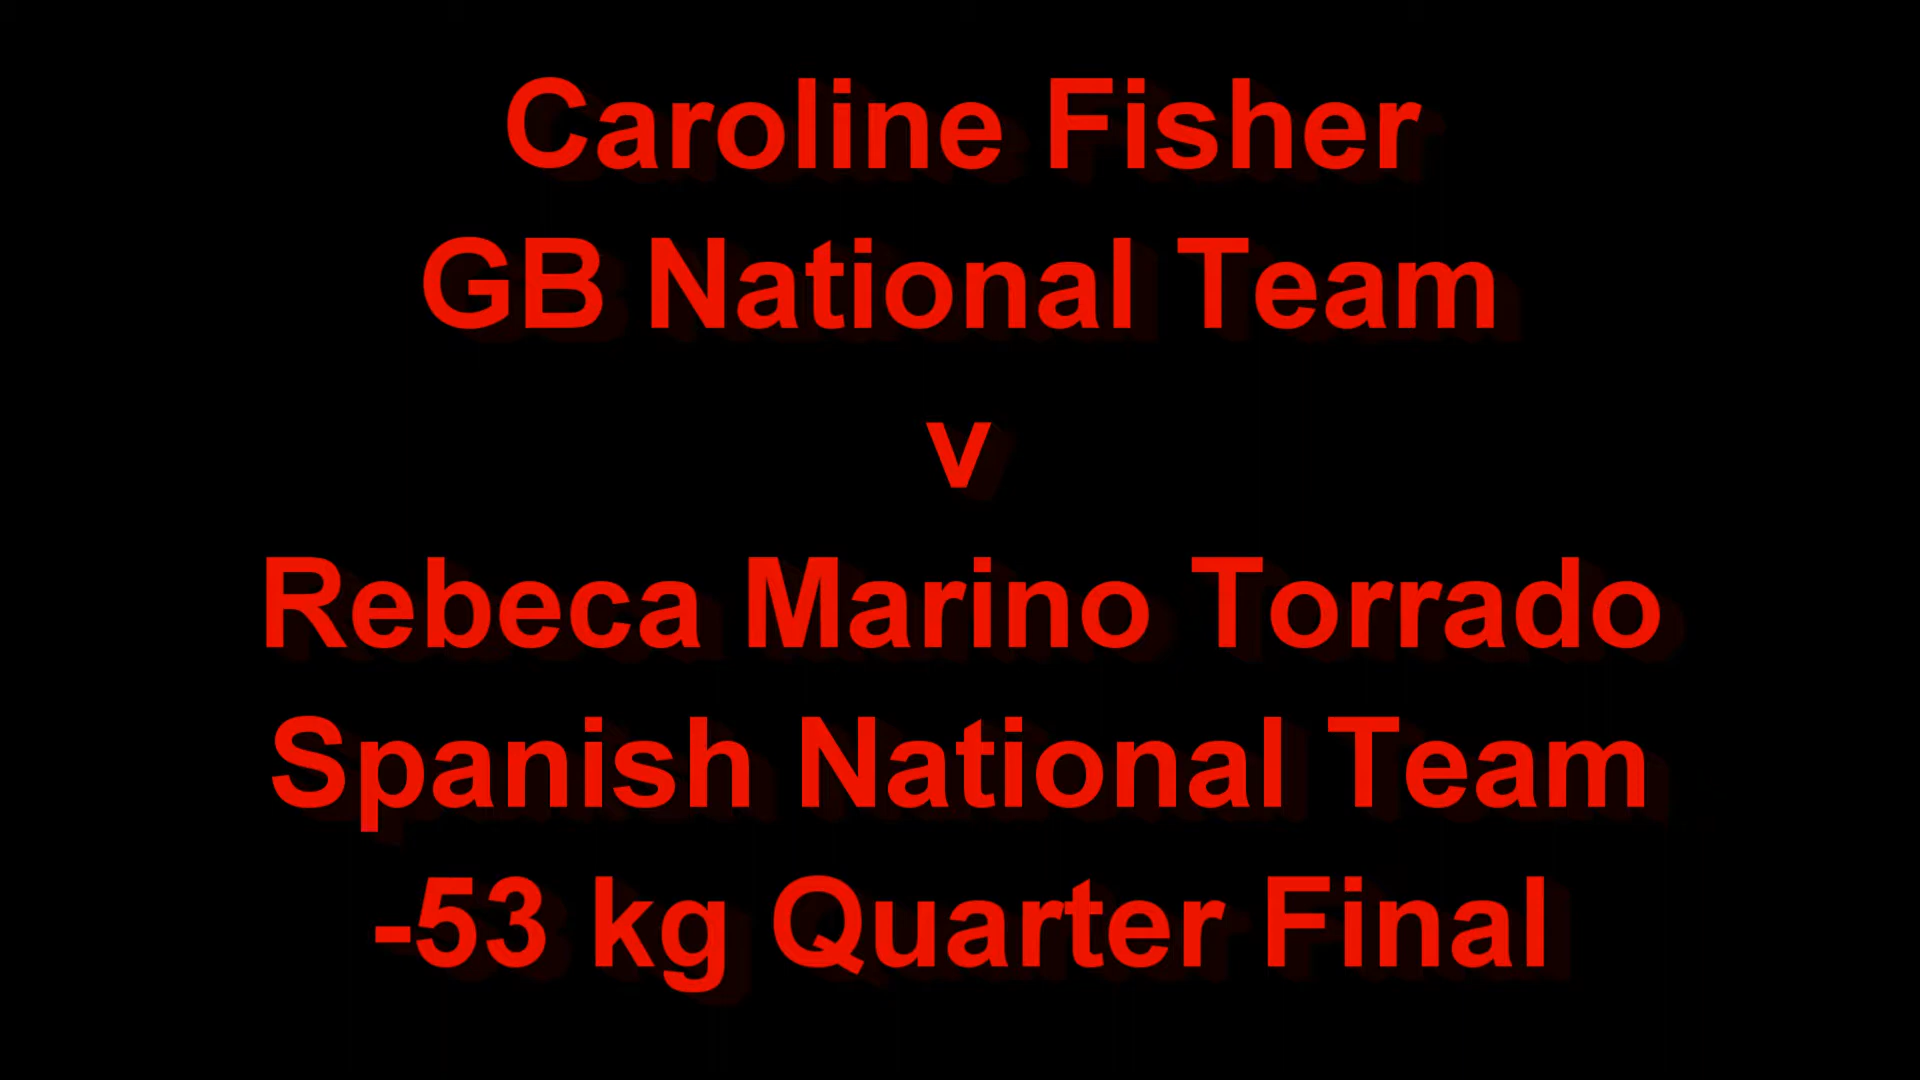 Caroline Fisher
GB National Team
v
Rebeca Marino Torrado
Spanish National Team
-53 kg Quarter Final